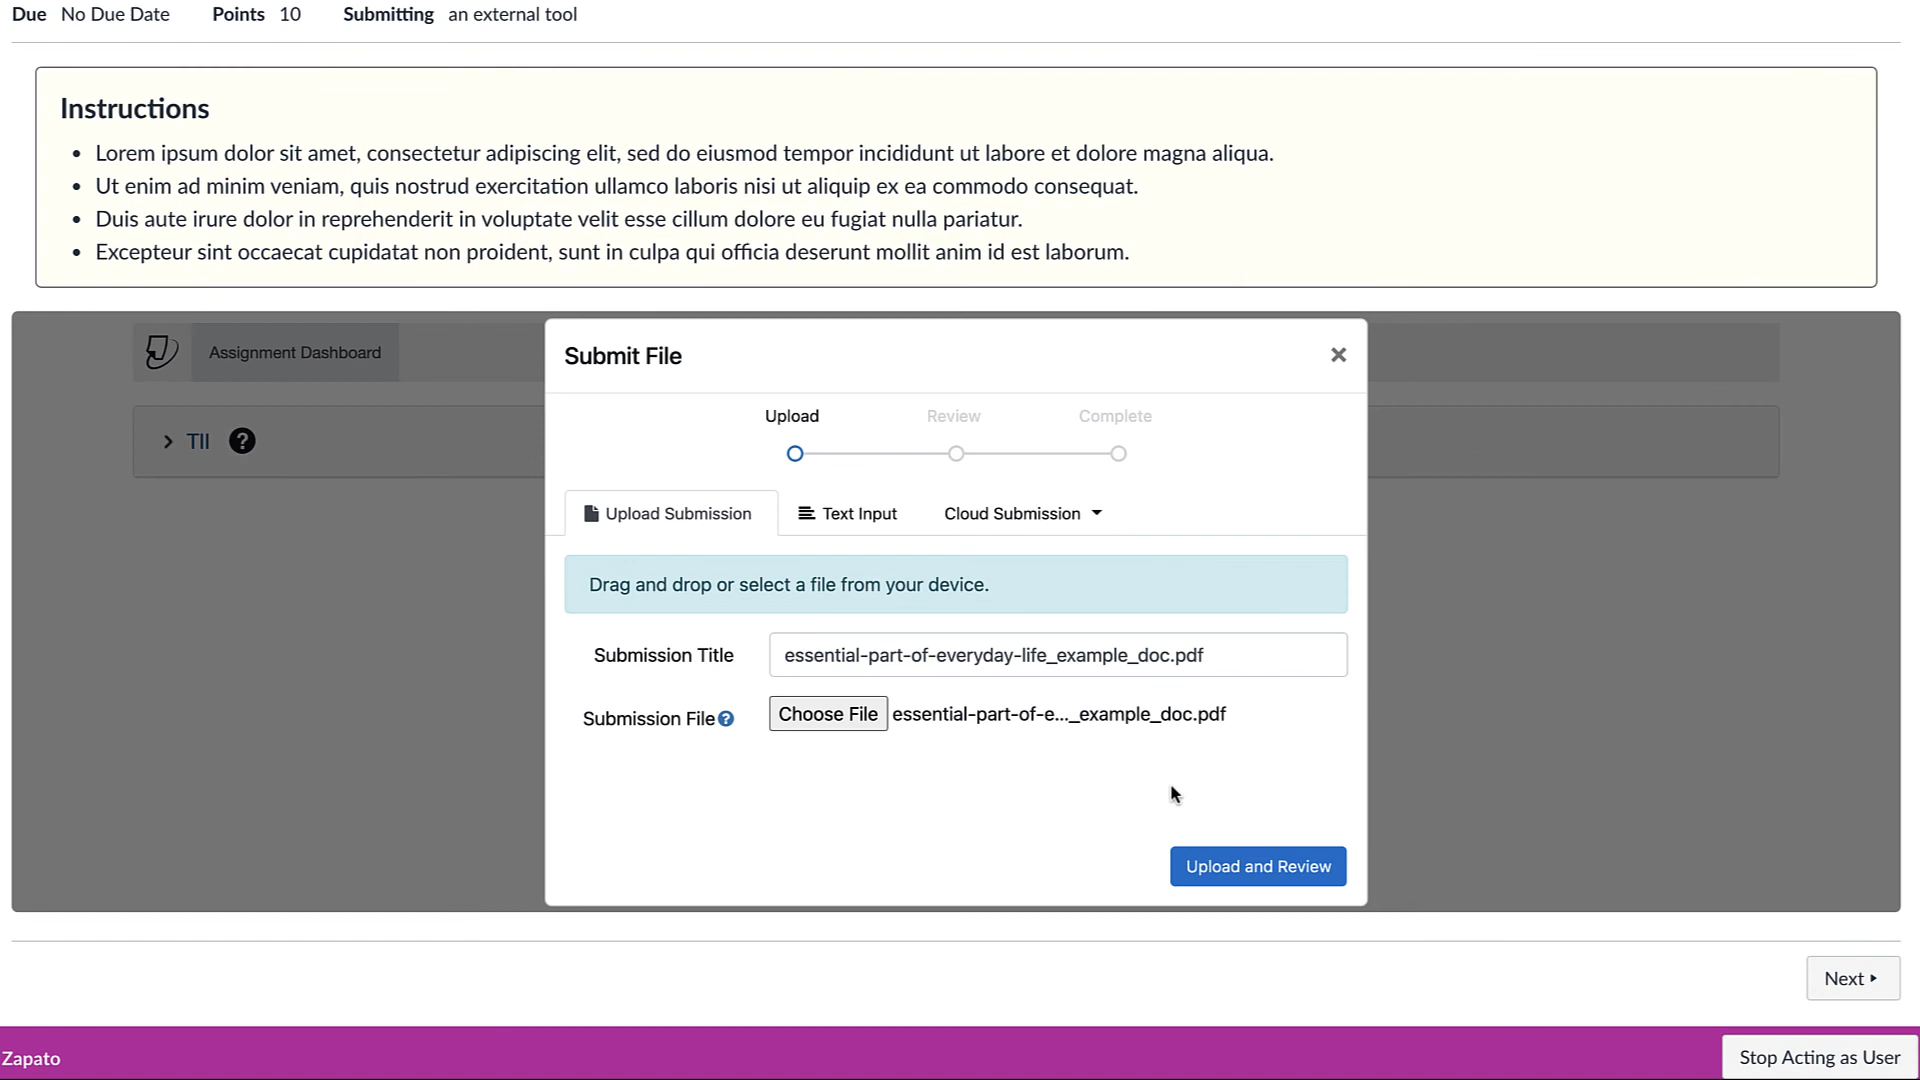 Due No Due Date Points 10 Submitting an external tool
Instructions
• Lorem ipsum dolor sit amet, consectetur adipiscing elit, sed do eiusmod tempor incididunt ut labore et dolore magna aliqua.
• Ut enim ad minim veniam, quis nostrud exercitation ullamco laboris nisi ut aliquip ex ea commodo consequat.
• Duis aute irure dolor in reprehenderit in voluptate velit esse cillum dolore eu fugiat nulla pariatur.
• Excepteur sint occaecat cupidatat non proident, sunt in culpa qui officia deserunt mollit anim id est laborum.
Assignment Dashboard
TII ?
Submit File
Upload Review Complete
Upload Submission Text Input Cloud Submission
Drag and drop or select a file from your device.
Submission Title essential-part-of-everyday-life_example_doc.pdf
Submission File ? Choose File essential-part-of-e..._example_doc.pdf
Upload and Review
Next
Zapato Stop Acting as User